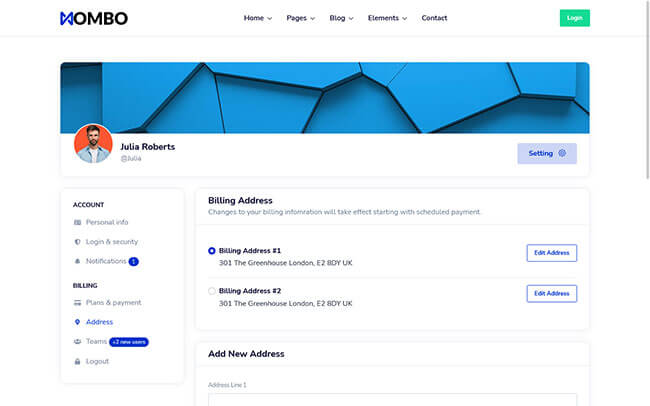 MOMBO
Home Pages Blog Elements Contact
Login
Julia Roberts
@Julia
Setting
ACCOUNT
Personal info
Login & security
Notifications 1
BILLING
Plans & payment
Address
Teams +2 new users
Logout
Billing Address
Changes to your billing infomration will take effect starting with scheduled payment.
Billing Address #1
301 The Greenhouse London, E2 8DY UK
Edit Address
Billing Address #2
301 The Greenhouse London, E2 8DY UK
Edit Address
Add New Address
Address Line 1